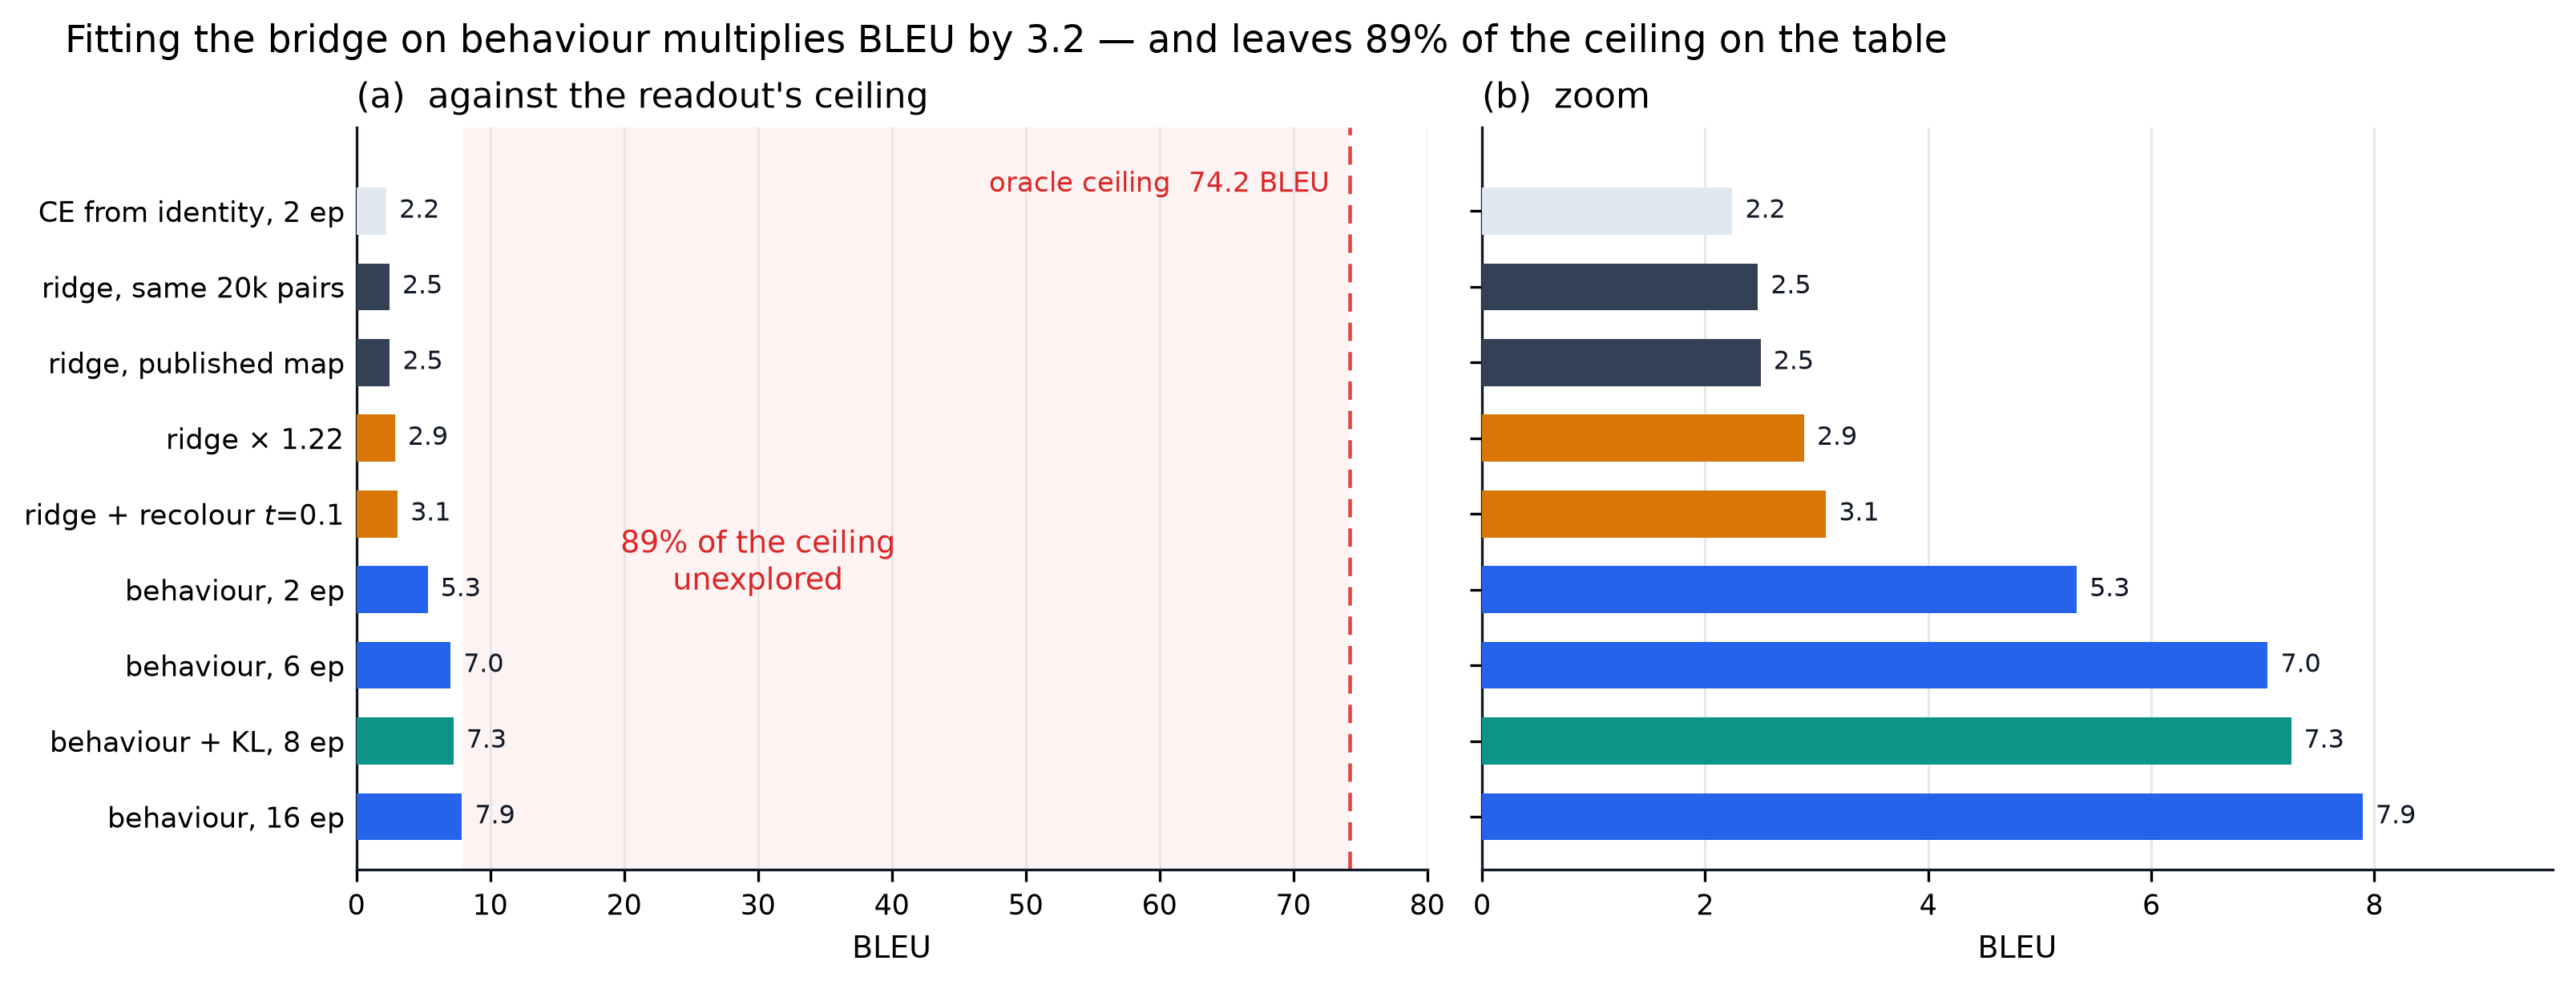 Fitting the bridge on behaviour multiplies BLEU by 3.2 — and leaves 89% of the ceiling on the table
(a) against the readout's ceiling
oracle ceiling 74.2 BLEU
CE from identity, 2 ep 2.2
ridge, same 20k pairs 2.5
ridge, published map 2.5
ridge × 1.22 2.9
ridge + recolour t=0.1 3.1
89% of the ceiling
unexplored
behaviour, 2 ep 5.3
behaviour, 6 ep 7.0
behaviour + KL, 8 ep 7.3
behaviour, 16 ep 7.9
0 10 20 30 40 50 60 70 80
BLEU
(b) zoom
2.2
2.5
2.5
2.9
3.1
5.3
7.0
7.3
7.9
0 2 4 6 8
BLEU